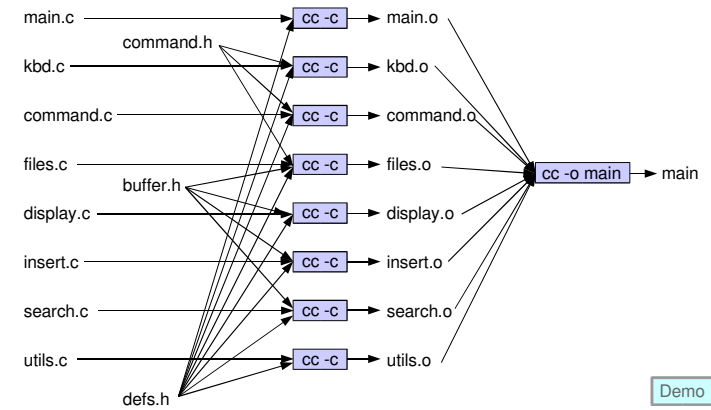 main.c cc -c main.o
command.h
kbd.c cc -c kbd.o
command.c cc -c command.o
files.c cc -c files.o cc -o main main
buffer.h
display.c cc -c display.o
insert.c cc -c insert.o
search.c cc -c search.o
utils.c cc -c utils.o
defs.h
Demo